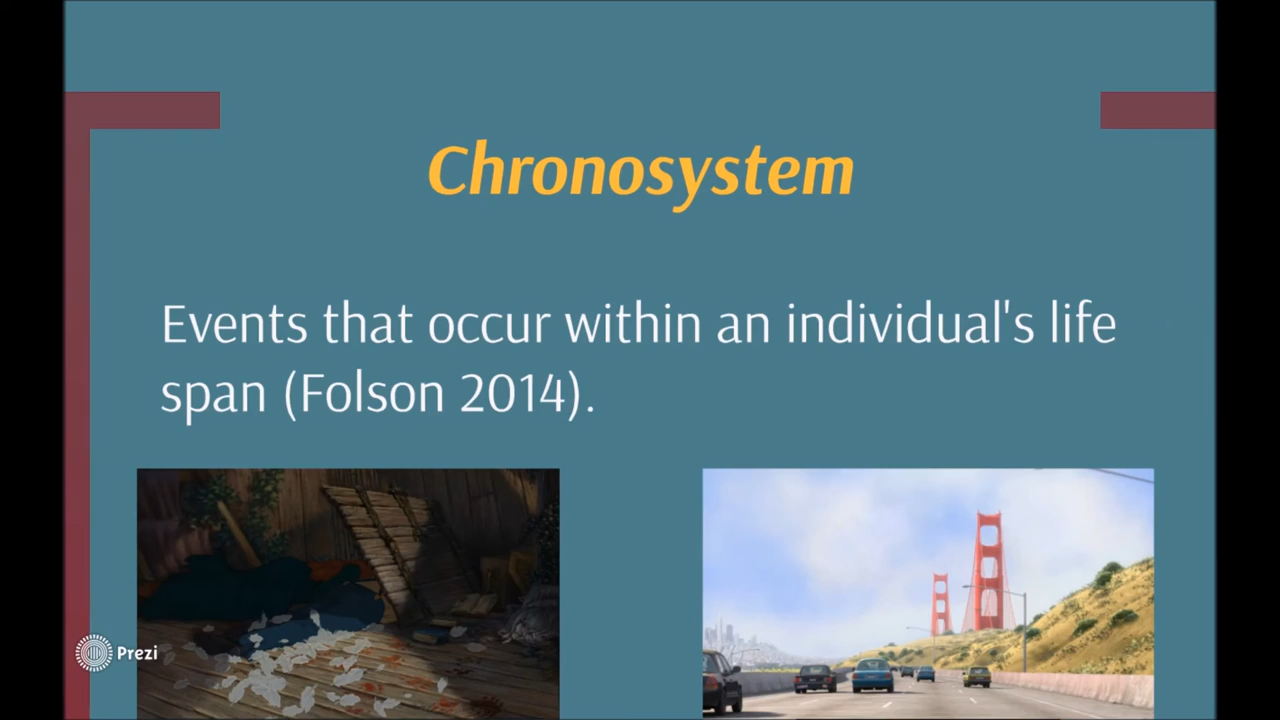 Chronosystem
Events that occur within an individual's life
span (Folson 2014).
Prezi